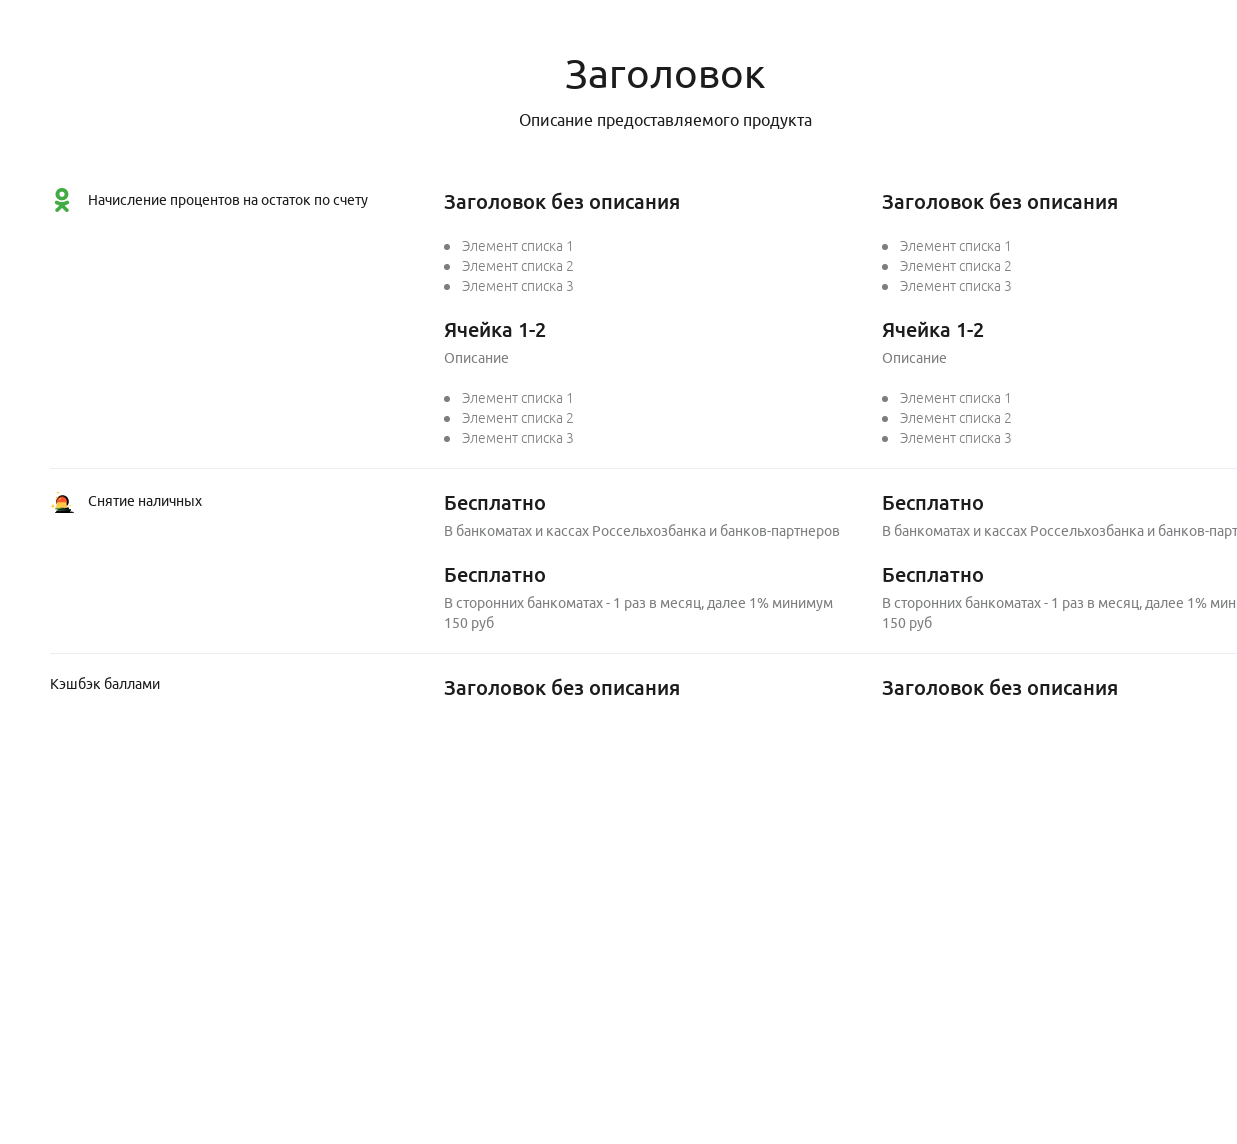 Заголовок
Описание предоставляемого продукта
Начисление процентов на остаток по счету
Заголовок без описания
Элемент списка 1
Элемент списка 2
Элемент списка 3
Ячейка 1-2
Описание
Элемент списка 1
Элемент списка 2
Элемент списка 3
Заголовок без описания
Элемент списка 1
Элемент списка 2
Элемент списка 3
Ячейка 1-2
Описание
Элемент списка 1
Элемент списка 2
Элемент списка 3
Снятие наличных
Бесплатно
В банкоматах и кассах Россельхозбанка и банков-партнеров
Бесплатно
В сторонних банкоматах - 1 раз в месяц, далее 1% минимум
150 руб
Бесплатно
В банкоматах и кассах Россельхозбанка и банков-парт
Бесплатно
В сторонних банкоматах - 1 раз в месяц, далее 1% мин
150 руб
Кэшбэк баллами
Заголовок без описания
Заголовок без описания